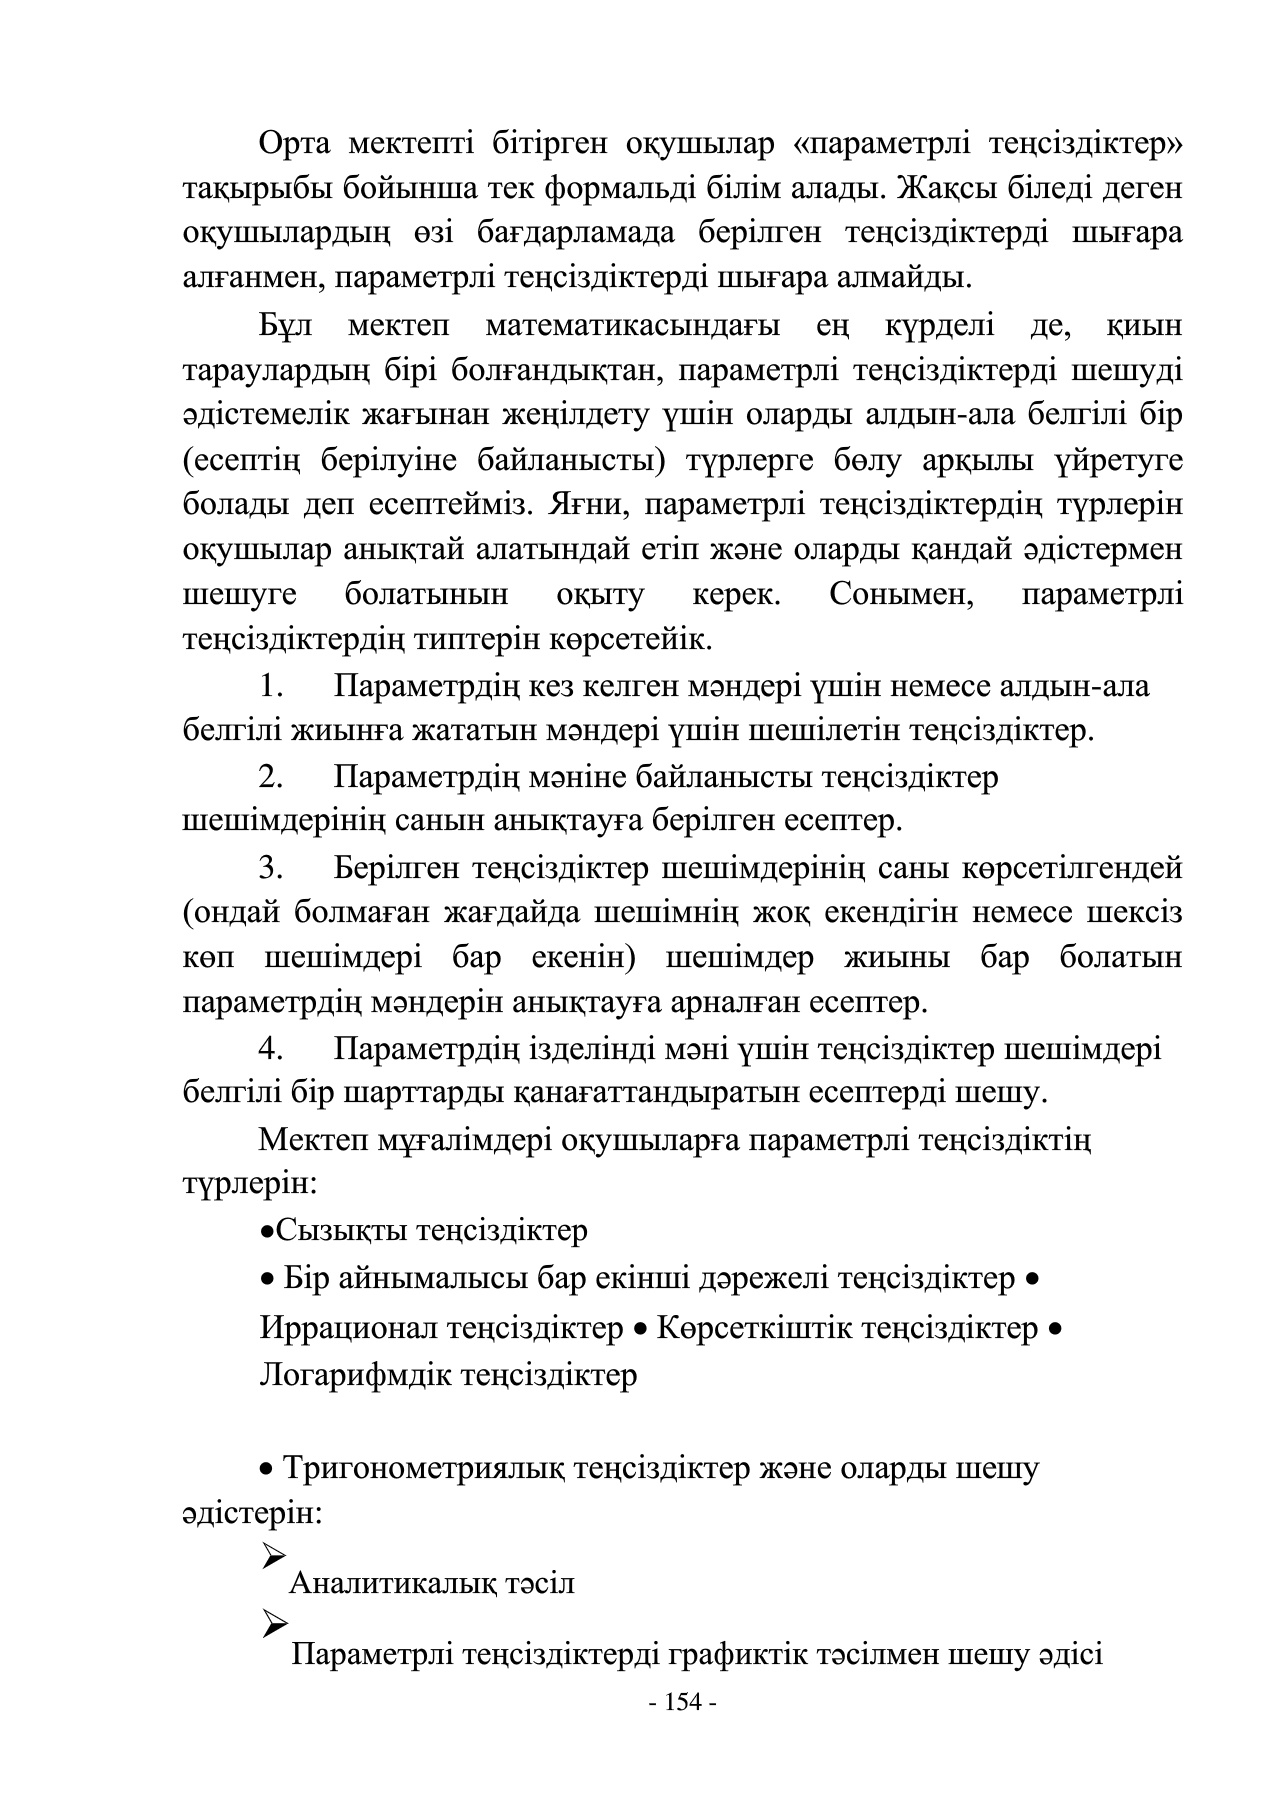 Орта мектепті бітірген оқушылар «параметрлі теңсіздіктер»
тақырыбы бойынша тек формальді білім алады. Жақсы біледі деген
оқушылардың өзі бағдарламада берілген теңсіздіктерді шығара
алғанмен, параметрлі теңсіздіктерді шығара алмайды.
Бұл мектеп математикасындағы ең күрделі де, қиын
тараулардың бірі болғандықтан, параметрлі теңсіздіктерді шешуді
әдістемелік жағынан жеңілдету үшін оларды алдын-ала белгілі бір
(есептің берілуіне байланысты) түрлерге бөлу арқылы үйретуге
болады деп есептейміз. Яғни, параметрлі теңсіздіктердің түрлерін
оқушылар анықтай алатындай етіп және оларды қандай әдістермен
шешуге болатынын оқыту керек. Сонымен, параметрлі
теңсіздіктердің типтерін көрсетейік.
1. Параметрдің кез келген мәндері үшін немесе алдын-ала
белгілі жиынға жататын мәндері үшін шешілетін теңсіздіктер.
2. Параметрдің мәніне байланысты теңсіздіктер
шешімдерінің санын анықтауға берілген есептер.
3. Берілген теңсіздіктер шешімдерінің саны көрсетілгендей
(ондай болмаған жағдайда шешімнің жоқ екендігін немесе шексіз
көп шешімдері бар екенін) шешімдер жиыны бар болатын
параметрдің мәндерін анықтауға арналған есептер.
4. Параметрдің ізделінді мәні үшін теңсіздіктер шешімдері
белгілі бір шарттарды қанағаттандыратын есептерді шешу.
Мектеп мұғалімдері оқушыларға параметрлі теңсіздіктің
түрлерін:
•Сызықты теңсіздіктер
• Бір айнымалысы бар екінші дәрежелі теңсіздіктер •
Иррационал теңсіздіктер • Көрсеткіштік теңсіздіктер •
Логарифмдік теңсіздіктер
• Тригонометриялық теңсіздіктер және оларды шешу
әдістерін:
➢
Аналитикалық тәсіл
➢
Параметрлі теңсіздіктерді графиктік тәсілмен шешу әдісі
- 154 -